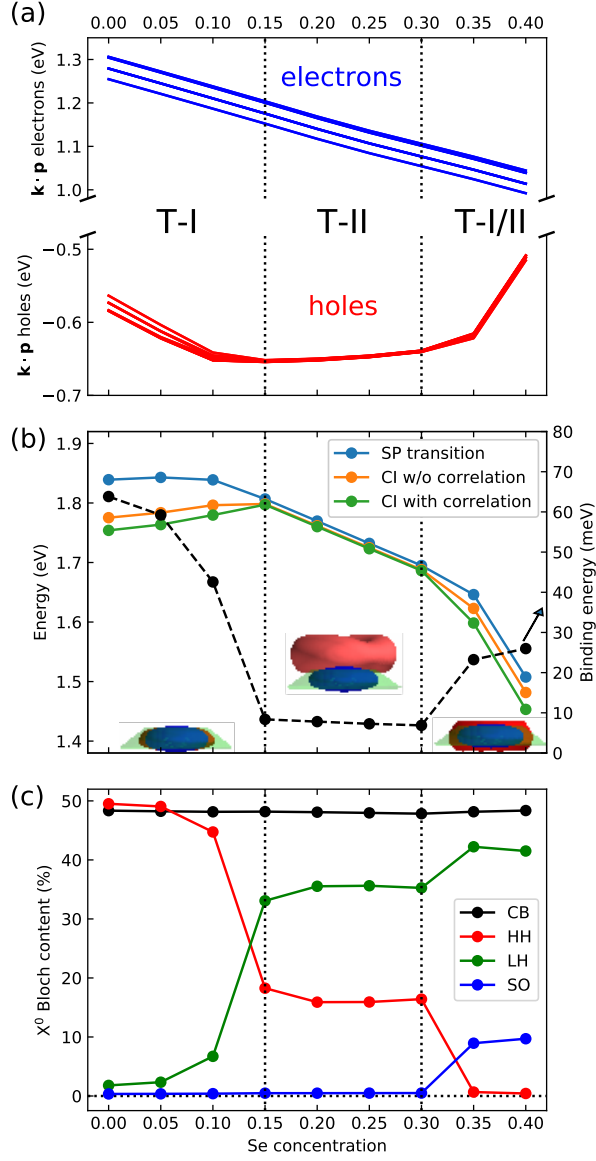 (a)
0.00 0.05 0.10 0.15 0.20 0.25 0.30 0.35 0.40
1.3
1.2
1.1
1.0
k · p electrons (eV)
electrons
T-I T-II T-I/II
−0.5
−0.6
−0.7
k · p holes (eV)
holes
(b)
1.9
1.8
1.7
1.6
1.5
1.4
Energy (eV)
SP transition
CI w/o correlation
CI with correlation
80
70
60
50
40
30
20
10
0
Binding energy (meV)
(c)
50
40
30
20
10
0
X⁰ Bloch content (%)
CB
HH
LH
SO
0.00 0.05 0.10 0.15 0.20 0.25 0.30 0.35 0.40
Se concentration